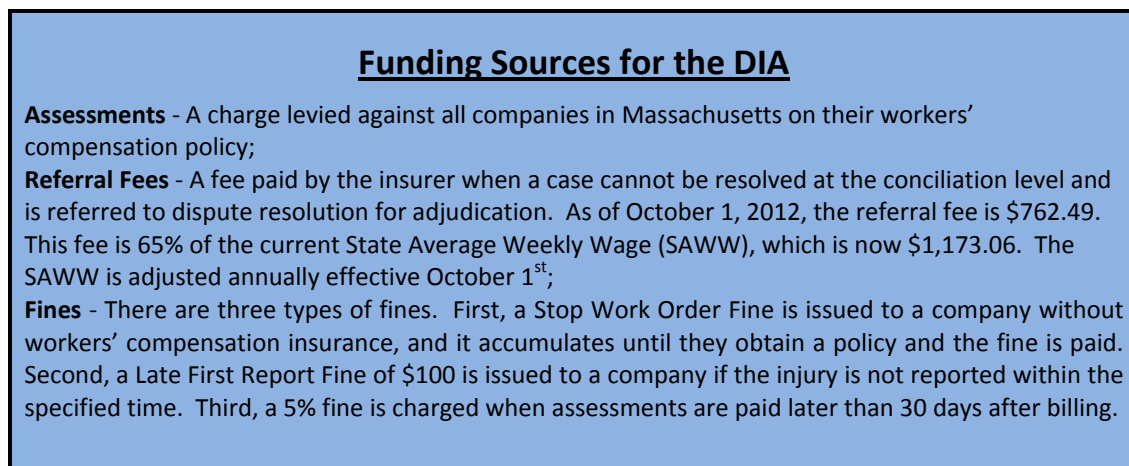 Funding Sources for the DIA
Assessments - A charge levied against all companies in Massachusetts on their workers’
compensation policy;
Referral Fees - A fee paid by the insurer when a case cannot be resolved at the conciliation level and
is referred to dispute resolution for adjudication.  As of October 1, 2012, the referral fee is $762.49.
This fee is 65% of the current State Average Weekly Wage (SAWW), which is now $1,173.06.  The
SAWW is adjusted annually effective October 1st;
Fines - There are three types of fines.  First, a Stop Work Order Fine is issued to a company without
workers’ compensation insurance, and it accumulates until they obtain a policy and the fine is paid.
Second, a Late First Report Fine of $100 is issued to a company if the injury is not reported within the
specified time.  Third, a 5% fine is charged when assessments are paid later than 30 days after billing.